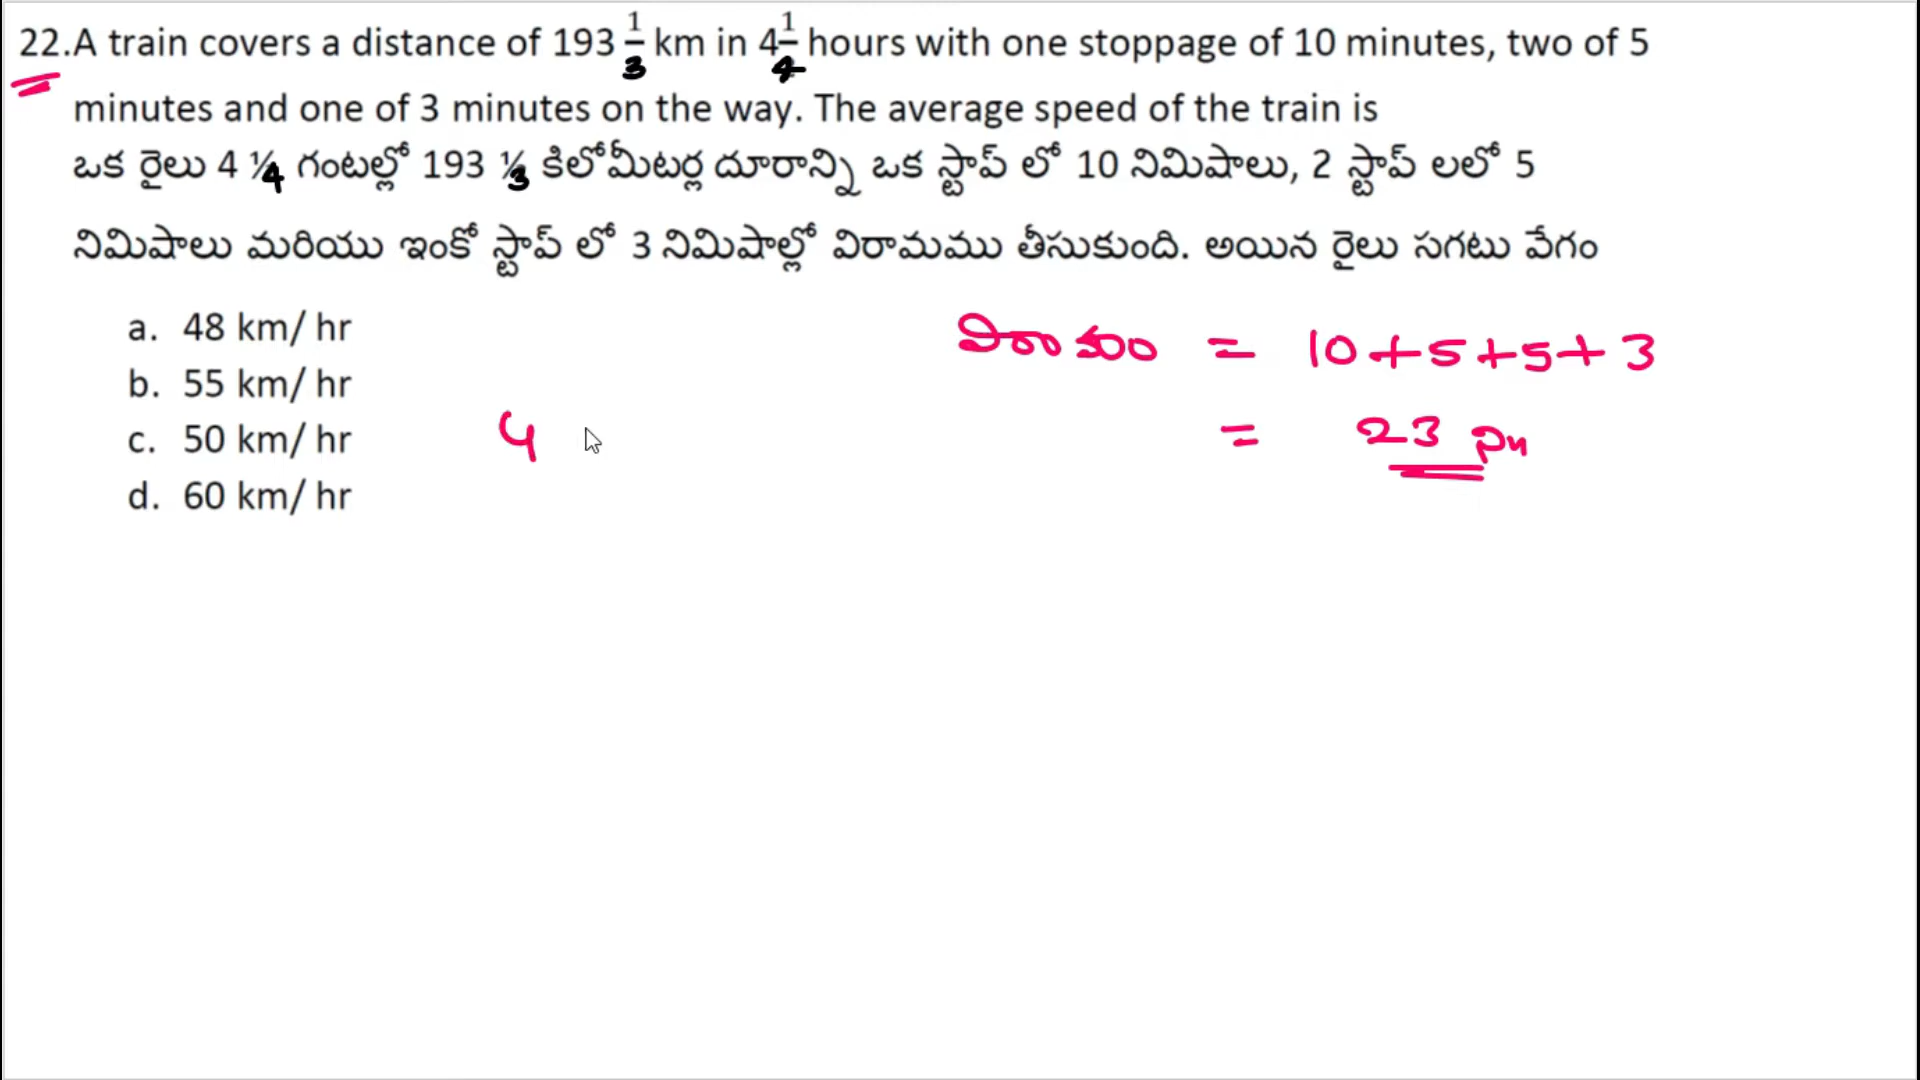 22.A train covers a distance of 193 1/3 km in 4 1/4 hours with one stoppage of 10 minutes, two of 5
minutes and one of 3 minutes on the way. The average speed of the train is
ఒక రైలు 4 1/4 గంటల్లో 193 1/3 కిలోమీటర్ల దూరాన్ని ఒక స్టాప్ లో 10 నిమిషాలు, 2 స్టాప్ లలో 5
నిమిషాలు మరియు ఇంకో స్టాప్ లో 3 నిమిషాల్లో విరామము తీసుకుంది. అయిన రైలు సగటు వేగం
a. 48 km/ hr
b. 55 km/ hr
c. 50 km/ hr
d. 60 km/ hr
= 10+5+5+3
= 23
4